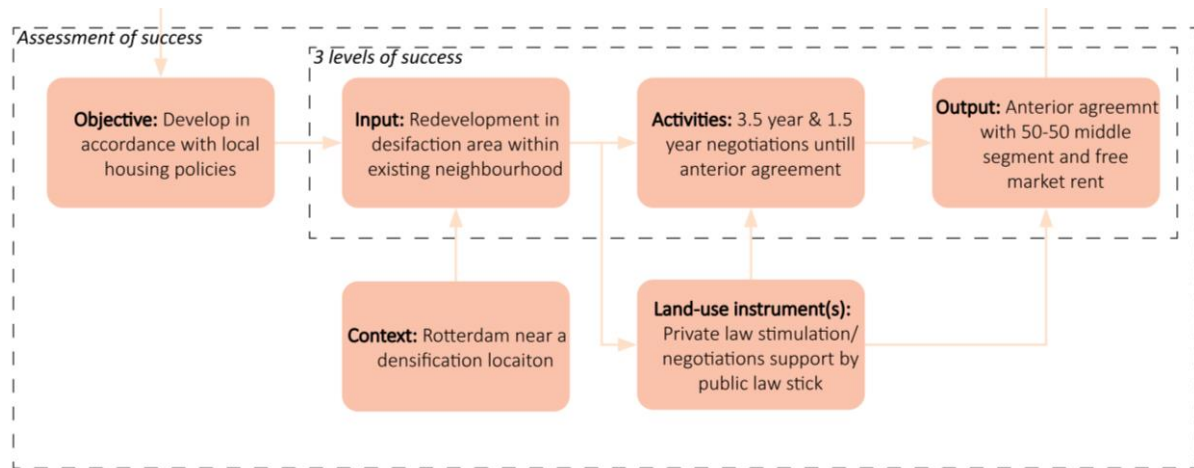 Assessment of success
3 levels of success
Objective: Develop in
accordance with local
housing policies
Input: Redevelopment in
desifaction area within
existing neighbourhood
Activities: 3.5 year & 1.5
year negotiations untill
anterior agreement
Output: Anterior agreemnt
with 50-50 middle
segment and free
market rent
Context: Rotterdam near a
densification locaiton
Land-use instrument(s):
Private law stimulation/
negotiations support by
public law stick